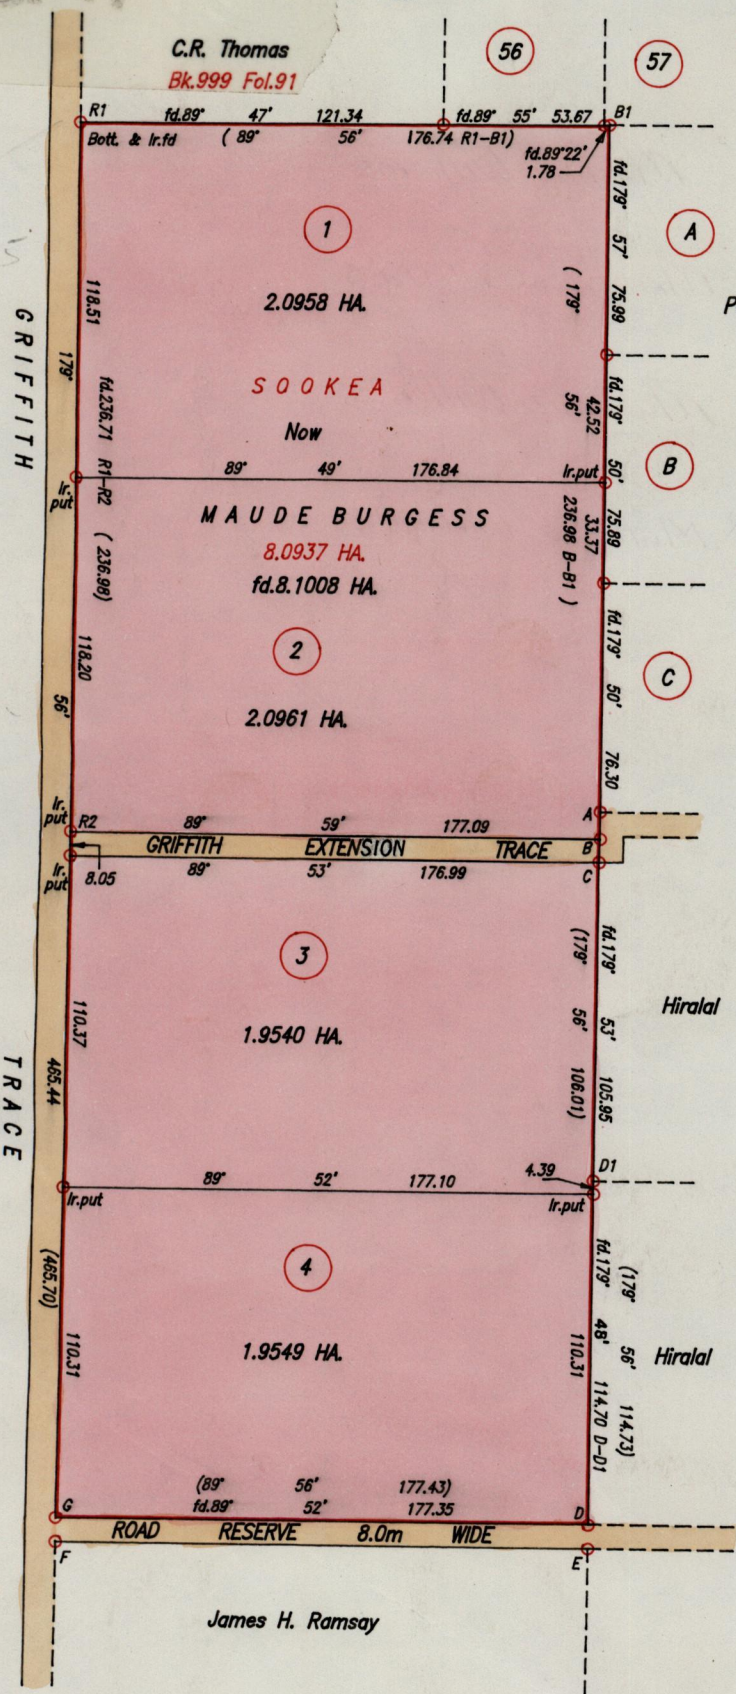 C.R. Thomas
Bk.999 Fol.91
56
57
R1 fd.89° 47' 121.34 fd.89° 55' 53.67 B1
Bott. & Ir.fd ( 89° 56' 176.74 R1-B1)
fd.89°22'
1.78
fd.179° 57' 75.99
A
P
1
2.0958 HA.
( 179° 56' 236.98 B-B1 )
118.51
GRIFFITH TRACE
179° 56' 465.44
(465.70)
fd.236.71 R1-R2 ( 236.98)
SOOKEA
Now
fd.179° 50' 75.89
42.52
B
89° 49' 176.84 Ir.put
Ir.
put
MAUDE BURGESS
8.0937 HA.
fd.8.1008 HA.
33.37
2
2.0961 HA.
118.20
fd.179° 50' 76.30
C
A
Ir.
put
R2 89° 59' 177.09
GRIFFITH EXTENSION TRACE B
Ir.
put
8.05 89° 53' 176.99 C
3
1.9540 HA.
110.37
(179° 56' 106.01)
fd.179° 53' 105.95
Hiralal
D1
4.39
89° 52' 177.10
Ir.put
Ir.put
4
1.9549 HA.
110.31
110.31
fd.179° 48' 114.70 D-D1
(179° 56' 114.73)
Hiralal
(89° 56' 177.43)
G fd.89° 52' 177.35 D
ROAD RESERVE 8.0m WIDE
F
E
James H. Ramsay